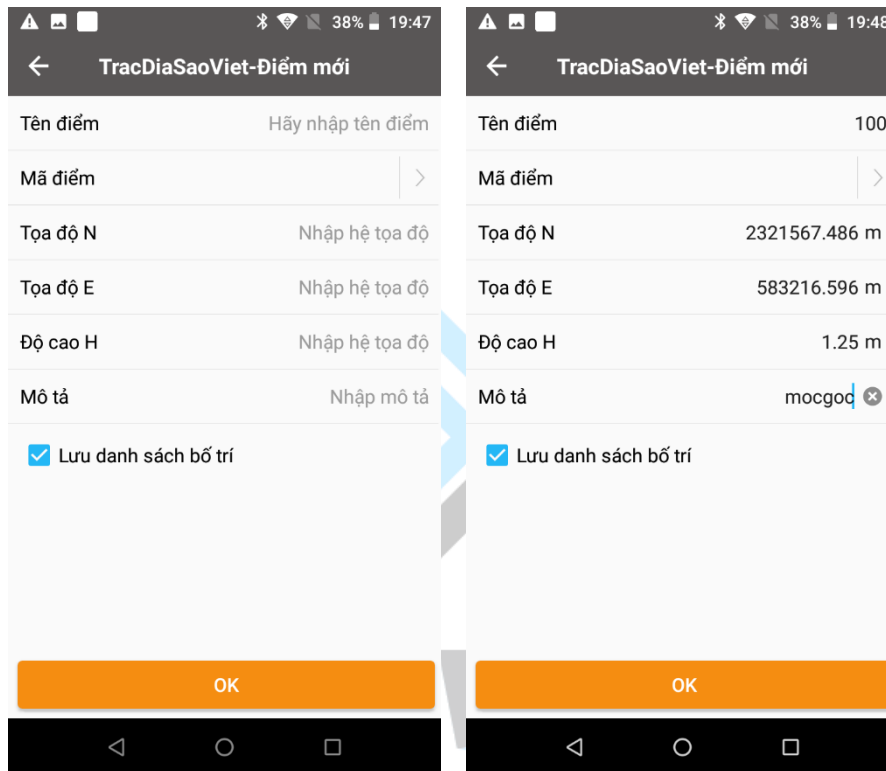 38% 19:47
TracDiaSaoViet-Điểm mới
Tên điểm Hãy nhập tên điểm
Mã điểm
Tọa độ N Nhập hệ tọa độ
Tọa độ E Nhập hệ tọa độ
Độ cao H Nhập hệ tọa độ
Mô tả Nhập mô tả
Lưu danh sách bố trí
OK
38% 19:48
TracDiaSaoViet-Điểm mới
Tên điểm 100
Mã điểm
Tọa độ N 2321567.486 m
Tọa độ E 583216.596 m
Độ cao H 1.25 m
Mô tả mocgoc
Lưu danh sách bố trí
OK